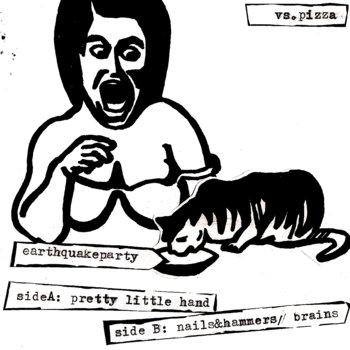 vs.pizza
earthquakeparty
sideA: pretty little hand
side B: nails&hammers/ brains